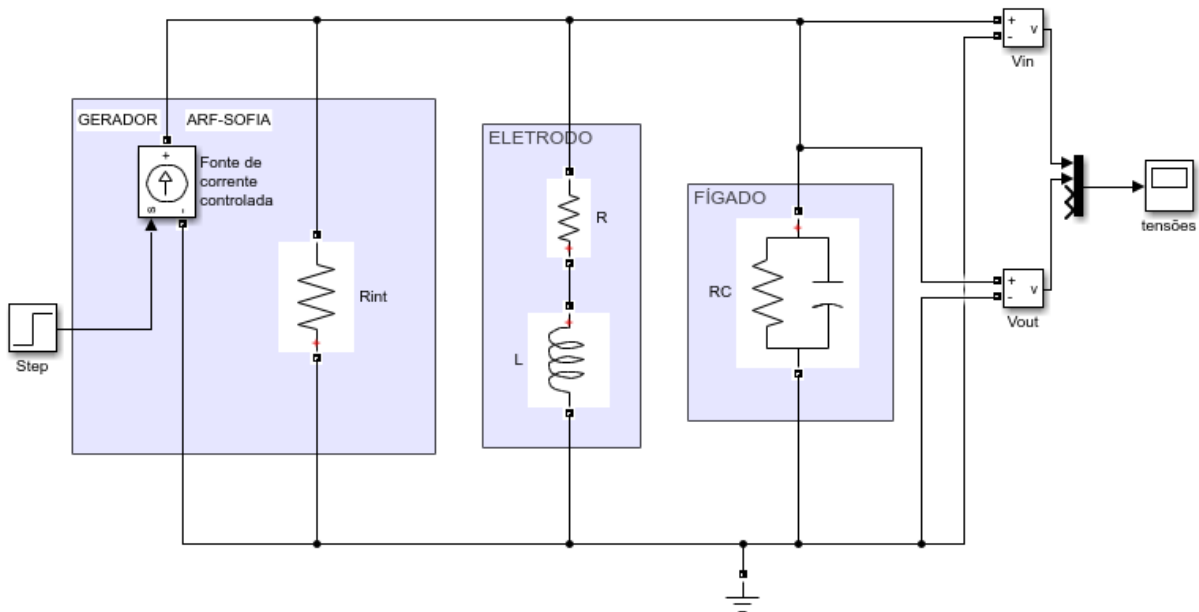 Vin
GERADOR
ARF-SOFIA
Fonte de
corrente
controlada
ELETRODO
FÍGADO
R
RC
Rint
L
Step
tensões
Vout
+
-
v
+
-
v
+
-
s